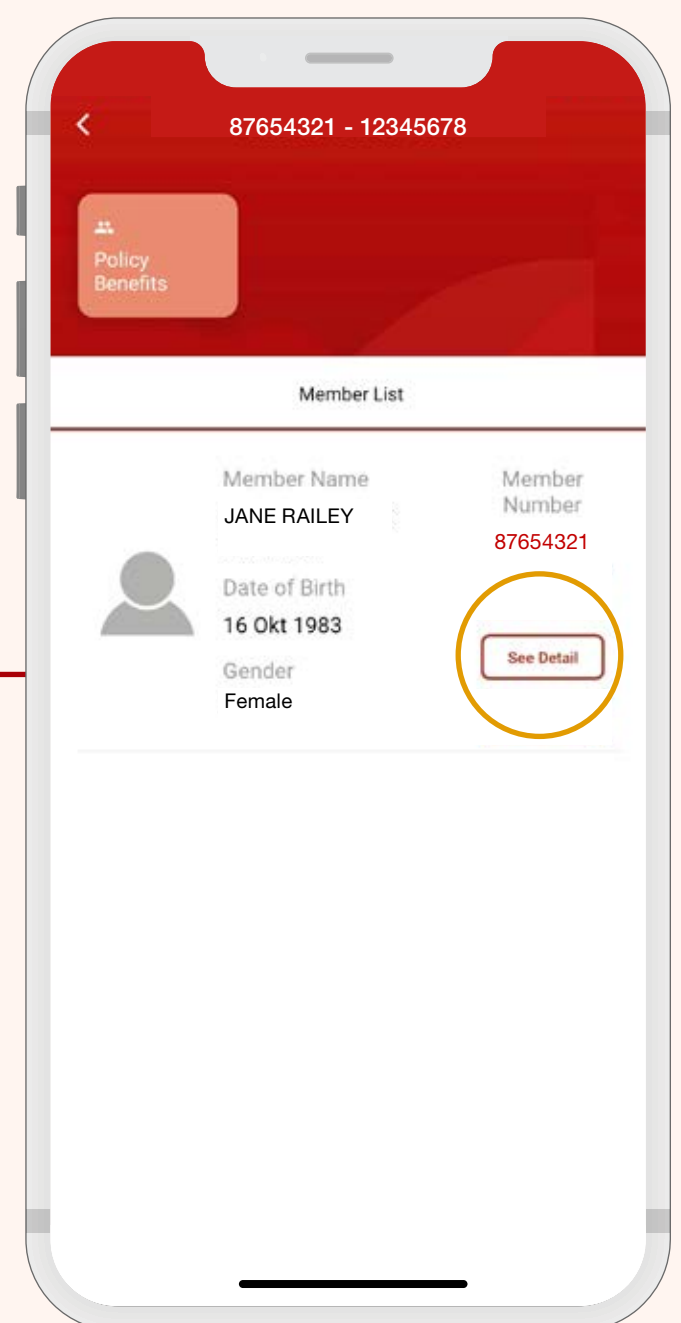 87654321 - 12345678
Policy
Benefits
Member List
Member Name
JANE RAILEY
Member
Number
87654321
Date of Birth
16 Okt 1983
See Detail
Gender
Female